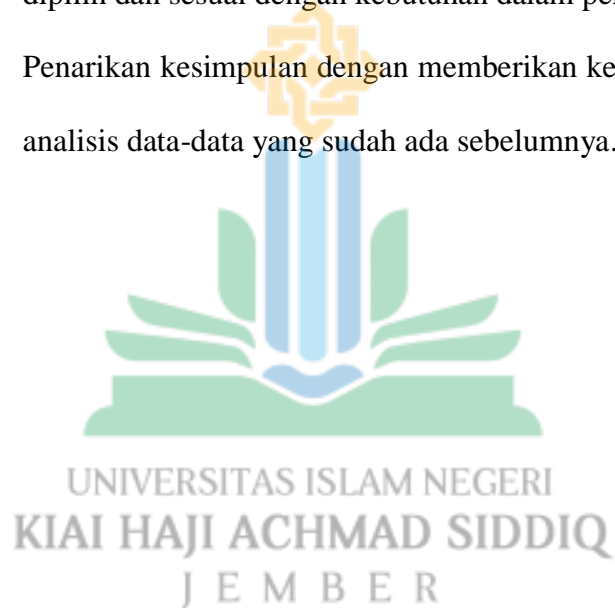 dipilih dan sesuai dengan kebutuhan dalam
Penarikan kesimpulan dengan memberikan
analisis data-data yang sudah ada sebelumnya.
UNIVERSITAS ISLAM NEGERI
KIAI HAJI ACHMAD SIDDIQ
JEMBER